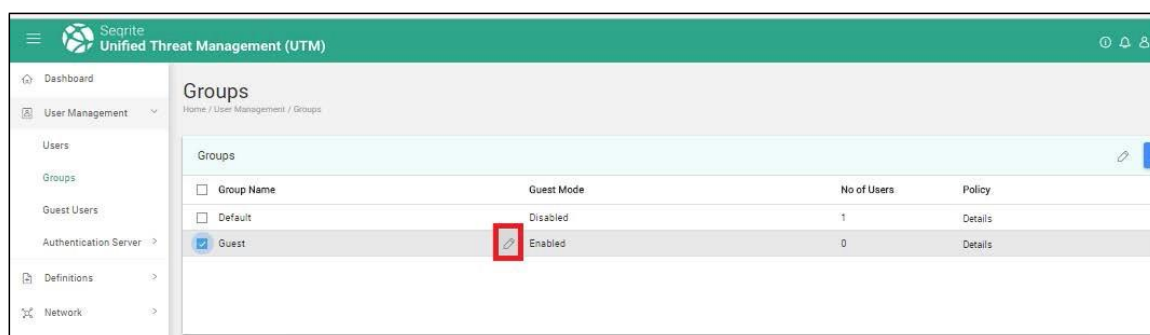 Seqrite
Unified Threat Management (UTM)
Dashboard
User Management
Users
Groups
Guest Users
Authentication Server
Definitions
Network
Groups
Home / User Management / Groups
Groups
Group Name Guest Mode No of Users Policy
Default Disabled 1 Details
Guest Enabled 0 Details